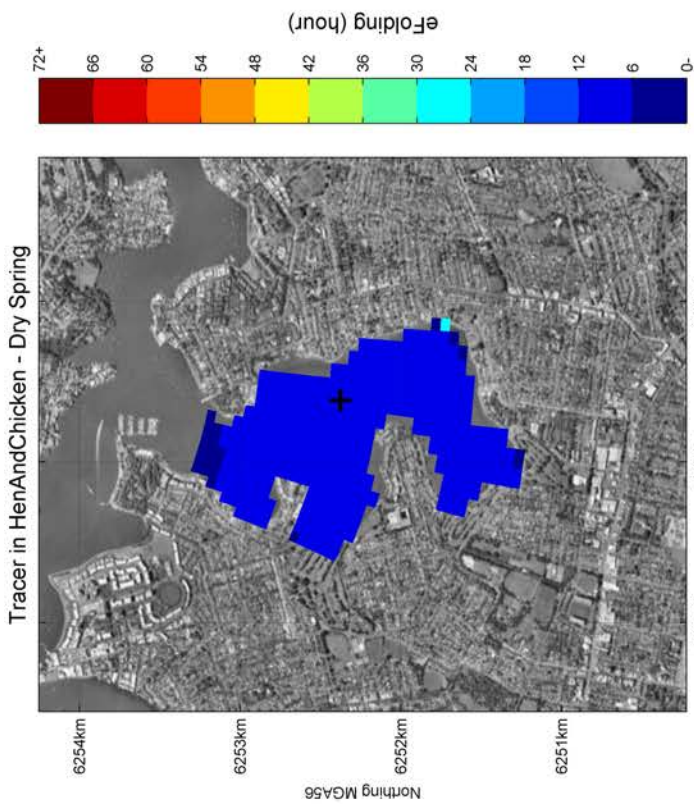 Tracer in HenAndChicken - Dry Spring
6254km
6253km
6252km
6251km
Northing MGA56
72+
66
60
54
48
42
36
30
24
18
12
6
0-
eFolding (hour)